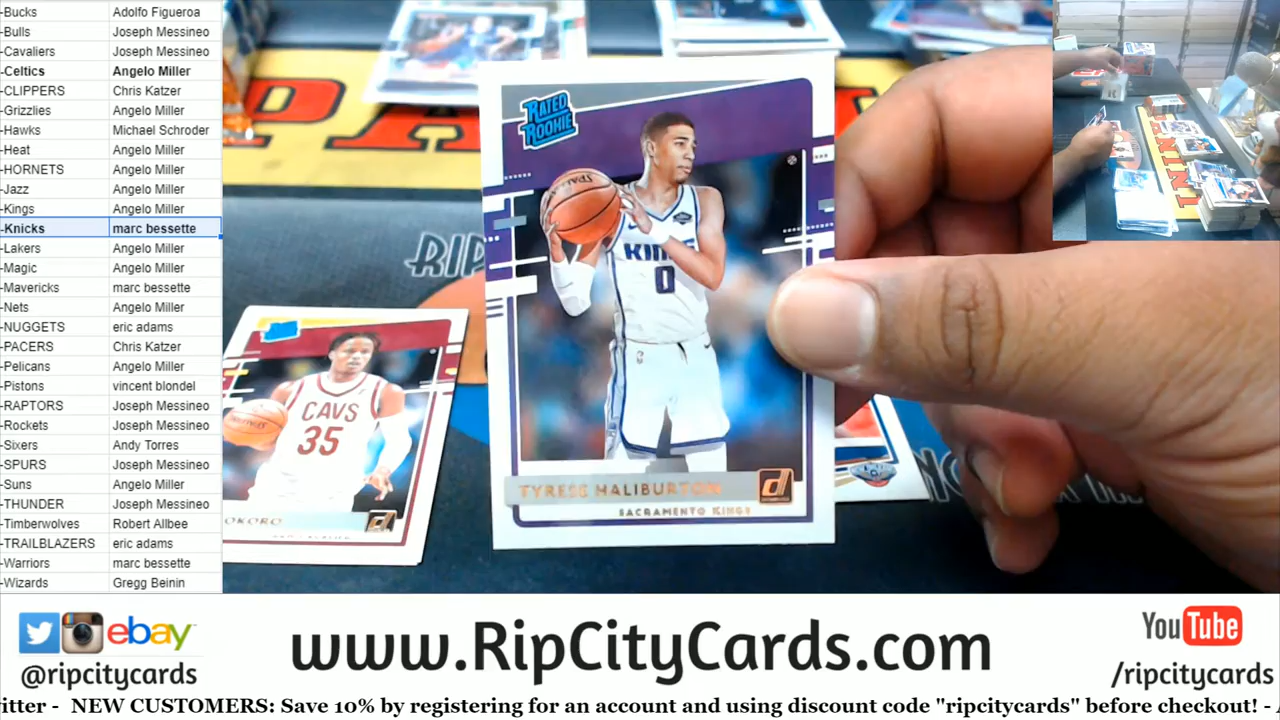 -Bucks Adolfo Figueroa
-Bulls Joseph Messineo
-Cavaliers Joseph Messineo
-Celtics Angelo Miller
-CLIPPERS Chris Katzer
-Grizzlies Angelo Miller
-Hawks Michael Schroder
-Heat Angelo Miller
-HORNETS Angelo Miller
-Jazz Angelo Miller
-Kings Angelo Miller
-Knicks marc bessette
-Lakers Angelo Miller
-Magic Angelo Miller
-Mavericks marc bessette
-Nets Angelo Miller
-NUGGETS eric adams
-PACERS Chris Katzer
-Pelicans Angelo Miller
-Pistons vincent blondel
-RAPTORS Joseph Messineo
-Rockets Joseph Messineo
-Sixers Andy Torres
-SPURS Joseph Messineo
-Suns Angelo Miller
-THUNDER Joseph Messineo
-Timberwolves Robert Allbee
-TRAILBLAZERS eric adams
-Warriors marc bessette
-Wizards Gregg Beinin
RATED
ROOKIE
SPALDING
KINGS
0
TYRESE HALIBURTON
d
SACRAMENTO KINGS
CAVS
35
OKORO
d
RIP
PA
ebay
@ripcitycards
www.RipCityCards.com
YouTube
/ripcitycards
itter - NEW CUSTOMERS: Save 10% by registering for an account and using discount code "ripcitycards" before checkout! -